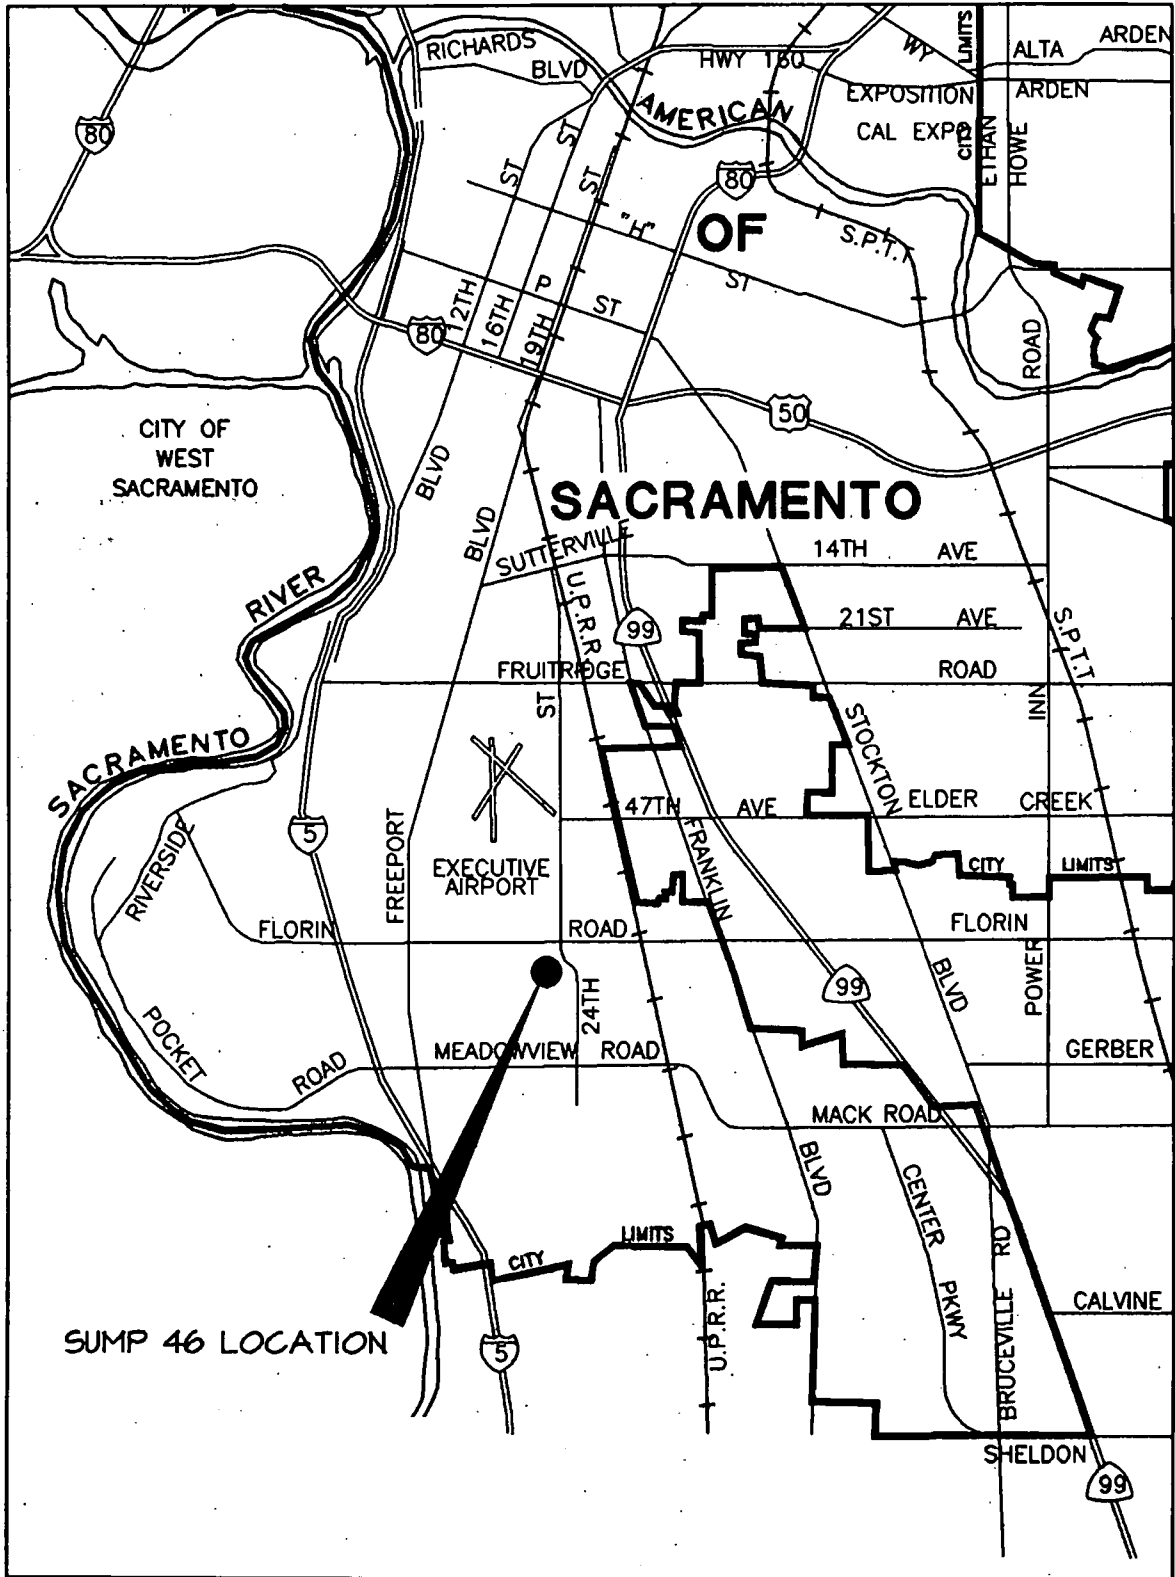 RICHARDS
BLVD
HWY 160
WY
LIMITS
CITY
ALTA
ARDEN
EXPOSITION
ARDEN
CAL EXPO
ETHAN
HOWE
AMERICAN
80
80
ST
ST
ST
"H"
ST
OF
S.P.T.T
P
ST
12TH
16TH
19TH
80
ROAD
50
CITY OF
WEST
SACRAMENTO
BLVD
BLVD
SACRAMENTO
SUTTERVILLE
14TH
AVE
U.P.R.R
RIVER
99
21ST
AVE
S.P.T.T
FRUITRIDGE
ROAD
ST
INN
SACRAMENTO
STOCKTON
47TH
AVE
ELDER
CREEK
5
RIVERSIDE
FREEPORT
EXECUTIVE
AIRPORT
FRANKLIN
CITY
LIMITS
FLORIN
ROAD
FLORIN
POWER
BLVD
99
24TH
POCKET
ROAD
MEADOWVIEW
ROAD
GERBER
MACK ROAD
BLVD
CENTER
PKWY
RD
BRUCEVILLE
LIMITS
CITY
U.P.R.R.
CALVINE
SUMP 46 LOCATION
5
SHELDON
99